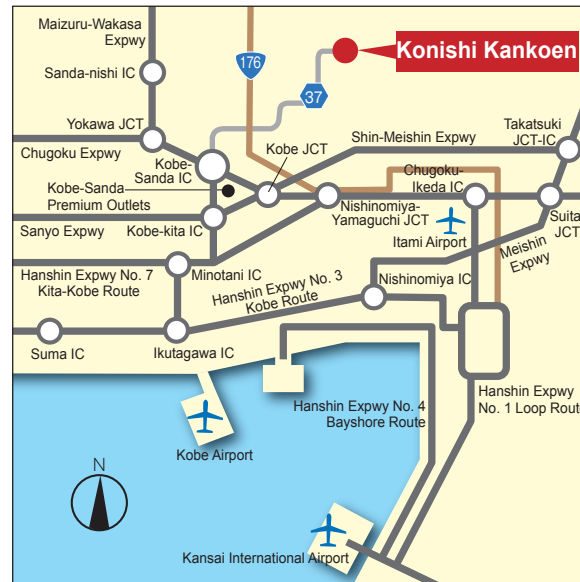 Maizuru-Wakasa
Expwy
176
Konishi Kankoen
Sanda-nishi IC
37
Yokawa JCT
Takatsuki
JCT-IC
Shin-Meishin Expwy
Chugoku Expwy
Kobe JCT
Kobe-
Sanda IC
Chugoku-
Ikeda IC
Kobe-Sanda
Premium Outlets
Nishinomiya-
Yamaguchi JCT
Suita
JCT
Sanyo Expwy
Kobe-kita IC
Itami Airport
Meishin
Expwy
Hanshin Expwy No. 7
Kita-Kobe Route
Minotani IC
Hanshin Expwy No. 3
Kobe Route
Nishinomiya IC
Suma IC
Ikutagawa IC
Hanshin Expwy
No. 1 Loop Route
Hanshin Expwy No. 4
Bayshore Route
Kobe Airport
N
Kansai International Airport